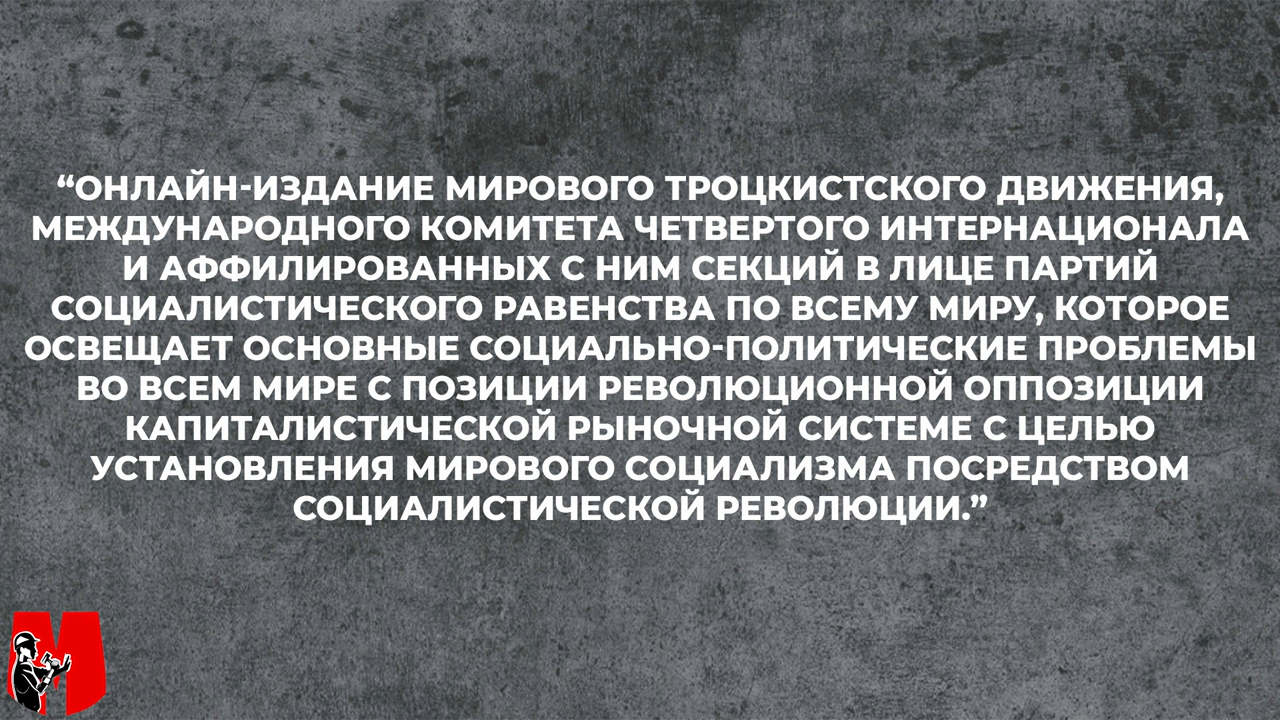 “ОНЛАЙН-ИЗДАНИЕ МИРОВОГО ТРОЦКИСТСКОГО ДВИЖЕНИЯ,
МЕЖДУНАРОДНОГО КОМИТЕТА ЧЕТВЕРТОГО ИНТЕРНАЦИОНАЛА
И АФФИЛИРОВАННЫХ С НИМ СЕКЦИЙ В ЛИЦЕ ПАРТИЙ
СОЦИАЛИСТИЧЕСКОГО РАВЕНСТВА ПО ВСЕМУ МИРУ, КОТОРОЕ
ОСВЕЩАЕТ ОСНОВНЫЕ СОЦИАЛЬНО-ПОЛИТИЧЕСКИЕ ПРОБЛЕМЫ
ВО ВСЕМ МИРЕ С ПОЗИЦИИ РЕВОЛЮЦИОННОЙ ОППОЗИЦИИ
КАПИТАЛИСТИЧЕСКОЙ РЫНОЧНОЙ СИСТЕМЕ С ЦЕЛЬЮ
УСТАНОВЛЕНИЯ МИРОВОГО СОЦИАЛИЗМА ПОСРЕДСТВОМ
СОЦИАЛИСТИЧЕСКОЙ РЕВОЛЮЦИИ.”
М